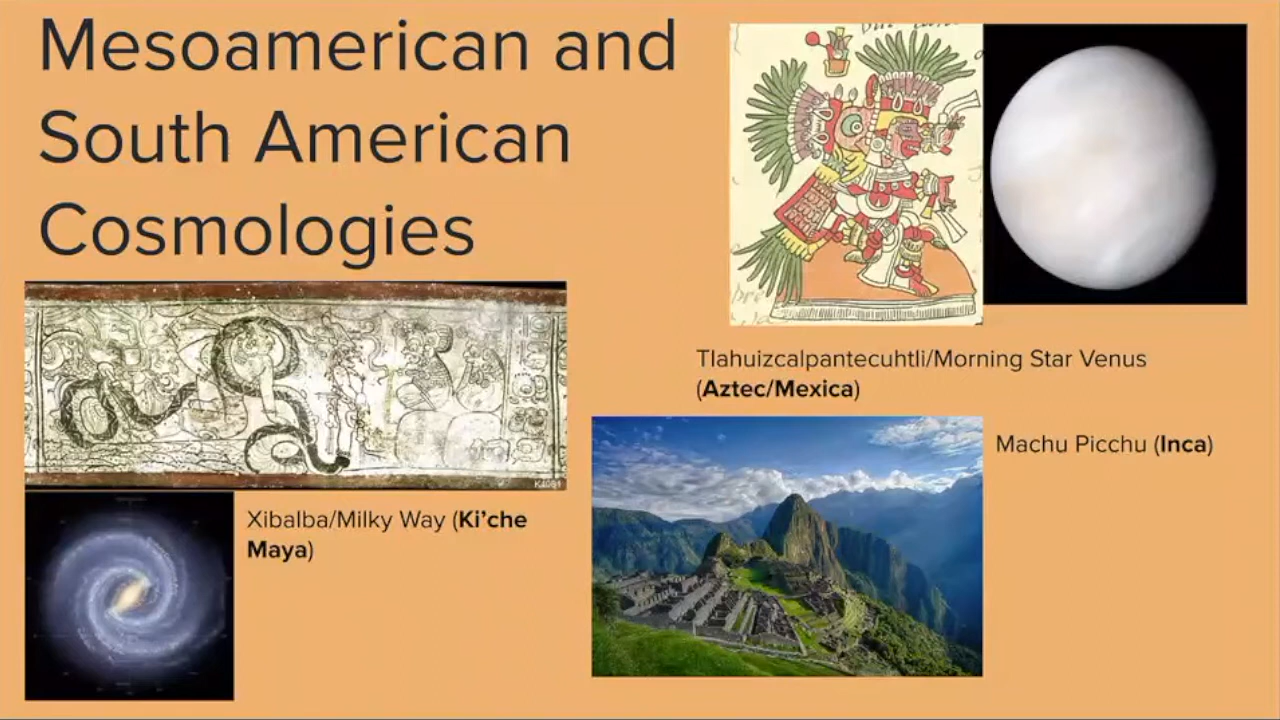 Mesoamerican and
South American
Cosmologies
Tlahuizcalpantecuhtli/Morning Star Venus
(Aztec/Mexica)
Machu Picchu (Inca)
Xibalba/Milky Way (Ki'che
Maya)